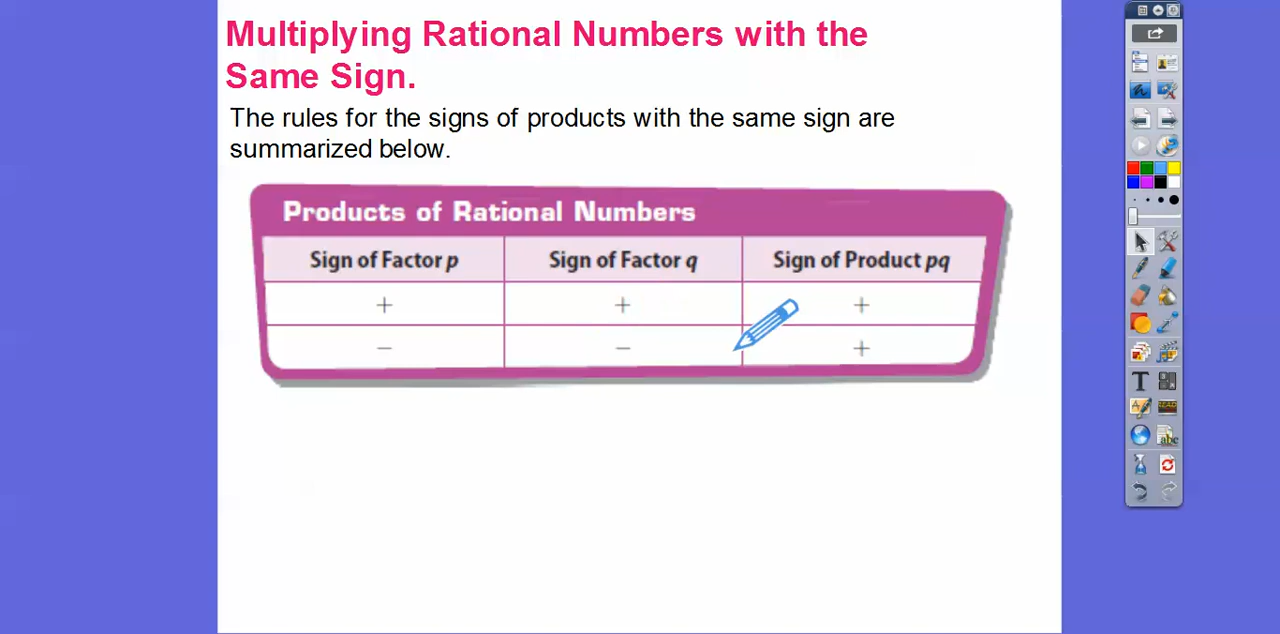 Multiplying Rational Numbers with the
Same Sign.
The rules for the signs of products with the same sign are
summarized below.
Products of Rational Numbers
Sign of Factor p Sign of Factor q Sign of Product pq
+ + +
− − +